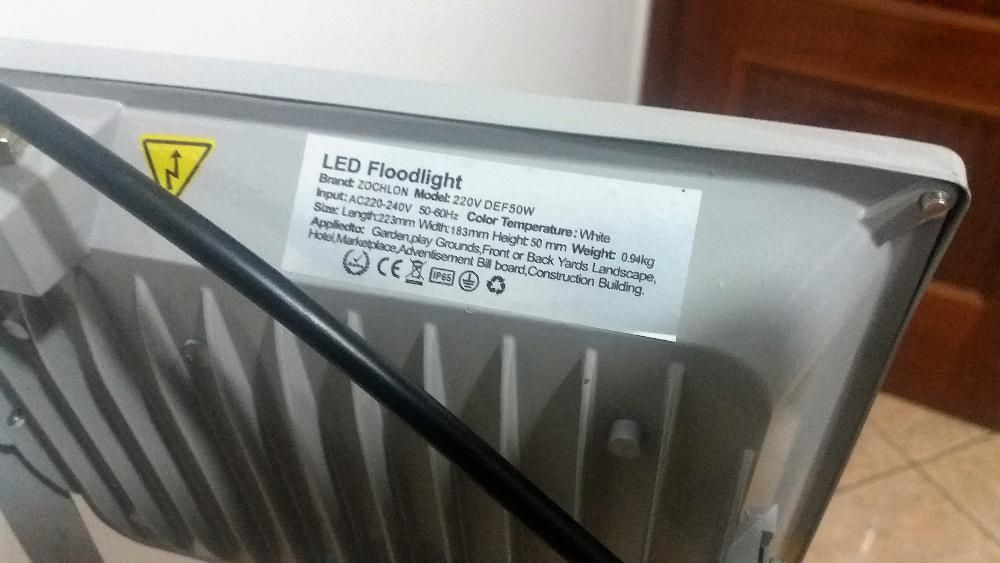 LED Floodlight
Brand: ZOCHLON Model: 220V DEF50W
Input: AC220-240V 50-60Hz Color Temperature: White
Size: Length:223mm Width:183mm Height: 50 mm Weight: 0.94kg
Appliedto: Garden,play Grounds,Front or Back Yards Landscape,
Hotel,Marketplace,Adventisement Bill board,Construction Building.
CE IP65